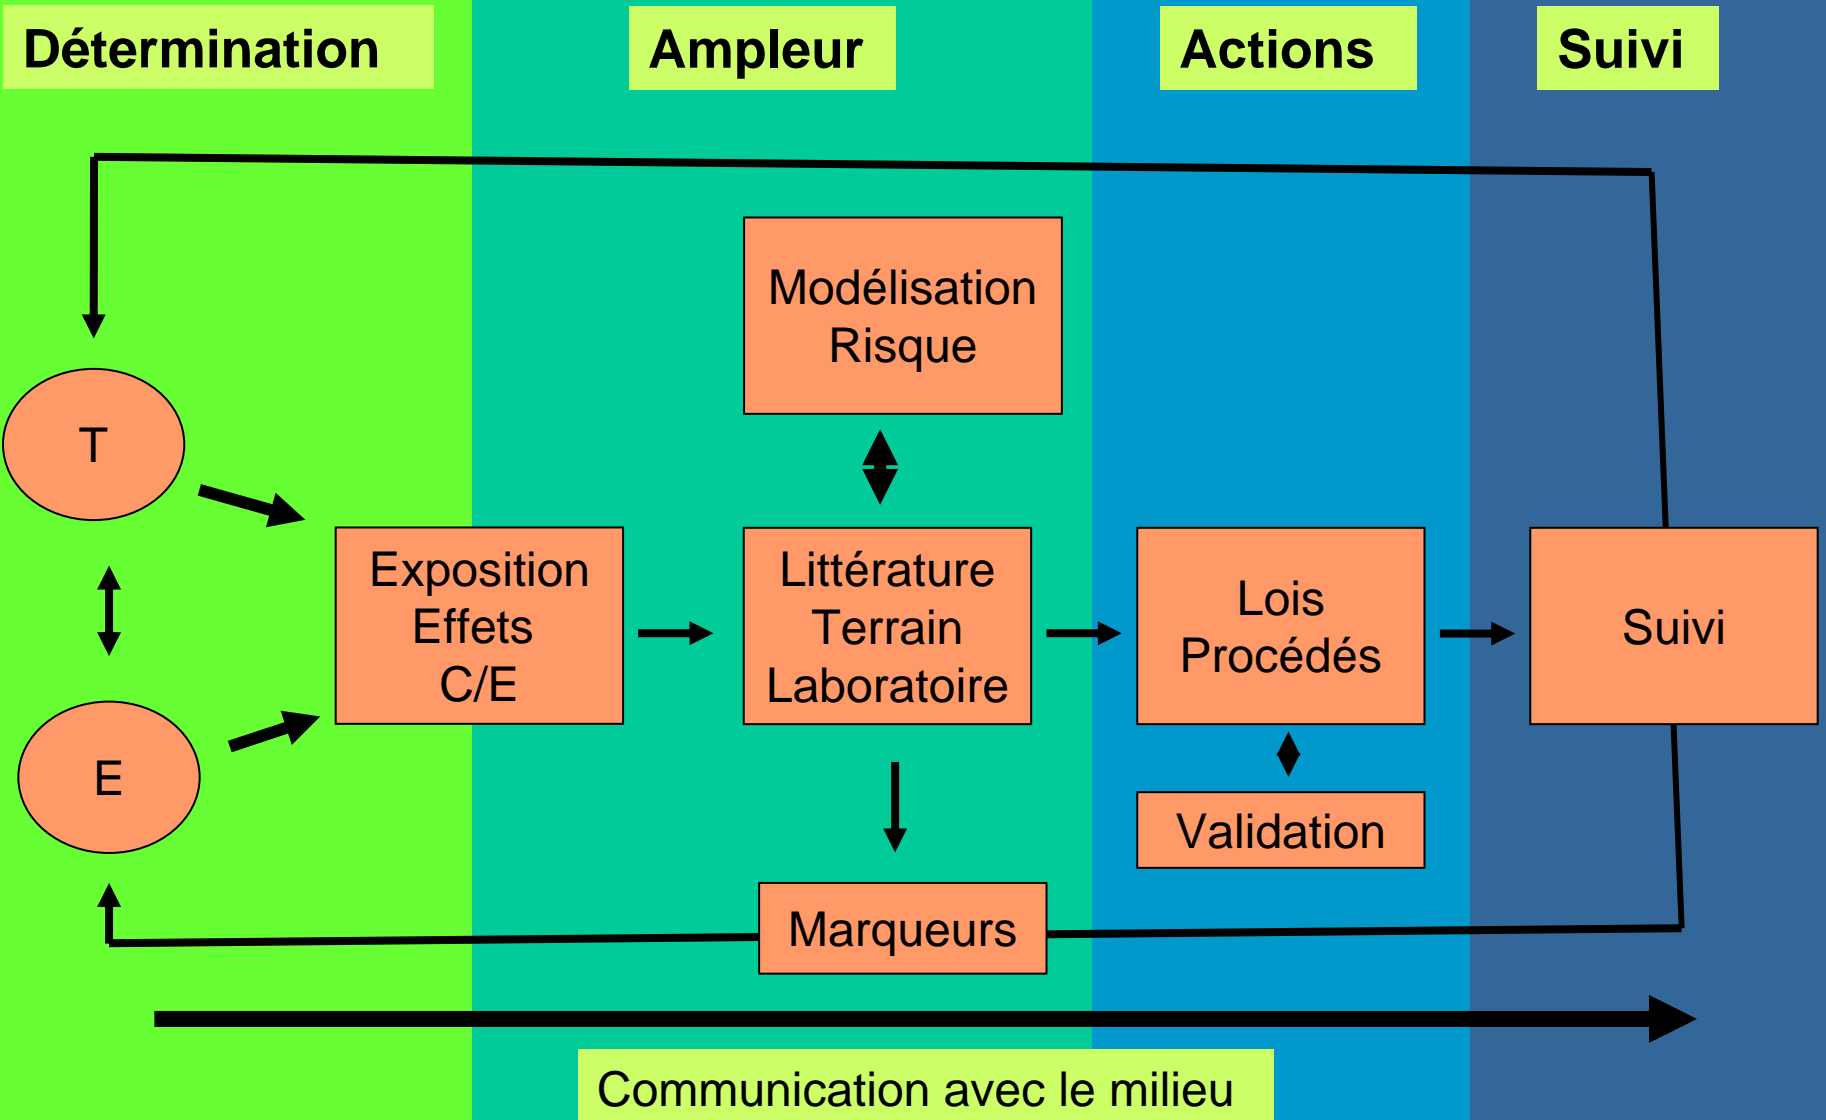 Détermination
Ampleur
Actions
Suivi
Modélisation
Risque
T
Exposition
Effets
C/E
Littérature
Terrain
Laboratoire
Lois
Procédés
Suivi
E
Validation
Marqueurs
Communication avec le milieu